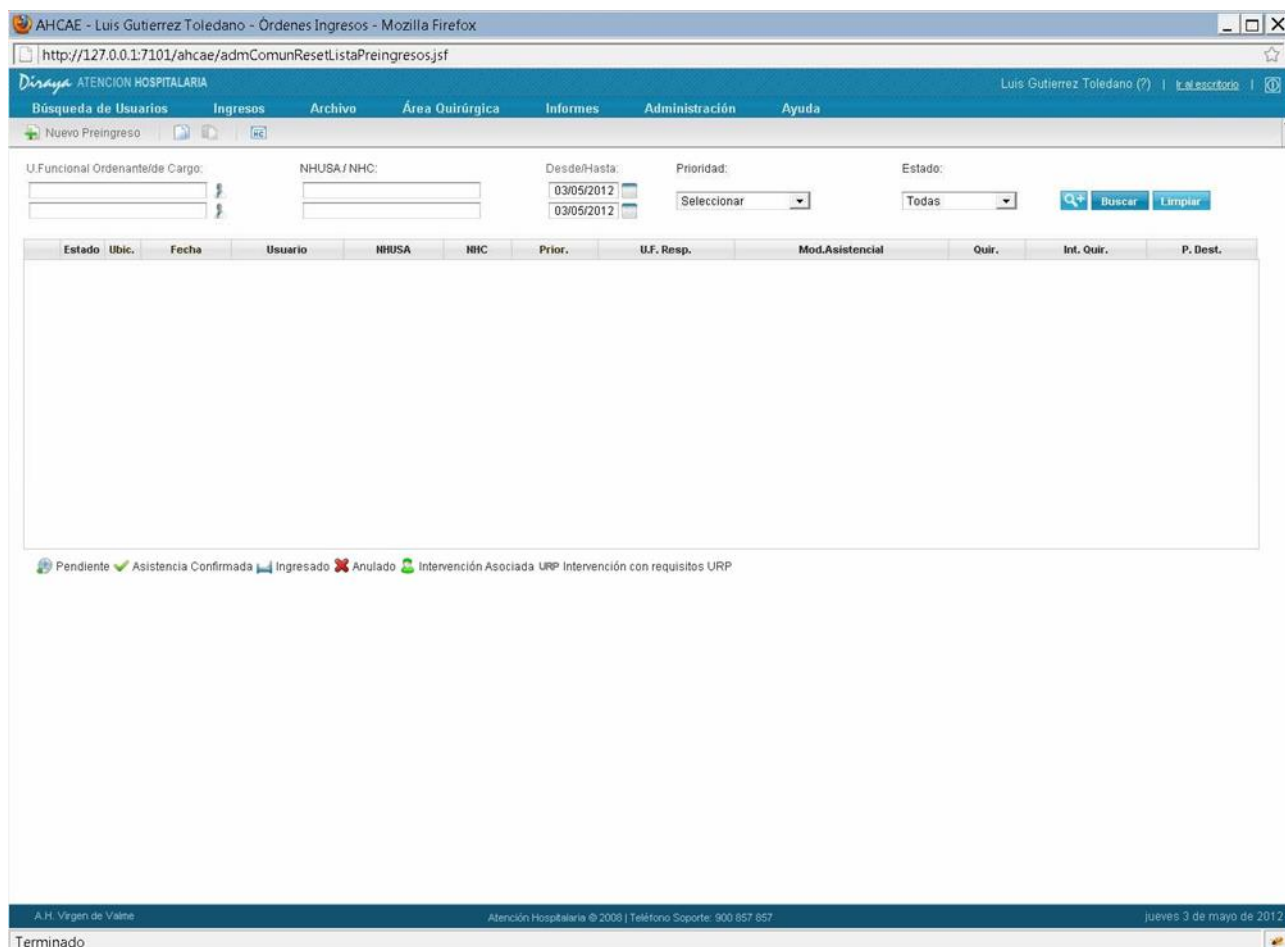 AHCAE - Luis Gutierrez Toledano - Órdenes Ingresos - Mozilla Firefox
http://127.0.0.1:7101/ahcae/admComunResetListaPreingresos.jsf
Diraya ATENCION HOSPITALARIA Luis Gutierrez Toledano (?) | Ir al escritorio |
Búsqueda de Usuarios Ingresos Archivo Área Quirúrgica Informes Administración Ayuda
Nuevo Preingreso HC
U.Funcional Ordenante/de Cargo: NHUSA / NHC: Desde/Hasta: Prioridad: Estado:
03/05/2012
Seleccionar Todas Buscar Limpiar
03/05/2012
Estado Ubic. Fecha Usuario NHUSA NHC Prior. U.F. Resp. Mod.Asistencial Quir. Int. Quir. P. Dest.
Pendiente Asistencia Confirmada Ingresado Anulado Intervención Asociada URP Intervención con requisitos URP
A.H. Virgen de Valme Atención Hospitalaria © 2008 | Teléfono Soporte: 900 857 857 jueves 3 de mayo de 2012
Terminado